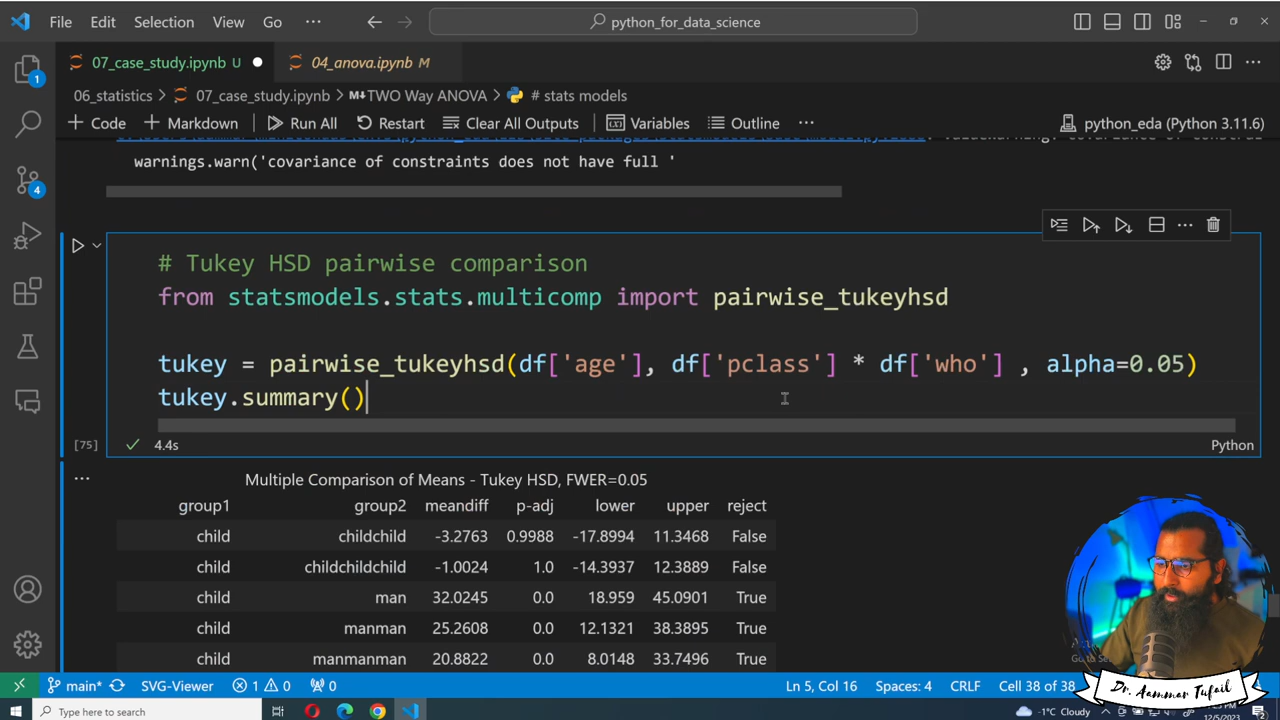 File Edit Selection View Go ··· python_for_data_science
07_case_study.ipynb U 04_anova.ipynb M
06_statistics > 07_case_study.ipynb > M↓TWO Way ANOVA > # stats models
+ Code + Markdown Run All Restart Clear All Outputs Variables Outline ··· python_eda (Python 3.11.6)
warnings.warn('covariance of constraints does not have full '
# Tukey HSD pairwise comparison
from statsmodels.stats.multicomp import pairwise_tukeyhsd
tukey = pairwise_tukeyhsd(df['age'], df['pclass'] * df['who'] , alpha=0.05)
tukey.summary()
[75] 4.4s Python
Multiple Comparison of Means - Tukey HSD, FWER=0.05
group1 group2 meandiff p-adj lower upper reject
child childchild -3.2763 0.9988 -17.8994 11.3468 False
child childchildchild -1.0024 1.0 -14.3937 12.3889 False
child man 32.0245 0.0 18.959 45.0901 True
child manman 25.2608 0.0 12.1321 38.3895 True
child manmanman 20.8822 0.0 8.0148 33.7496 True
1
4
main* SVG-Viewer 1 0 0 Ln 5, Col 16 Spaces: 4 CRLF Cell 38 of 38
Dr. Aammar Tufail
Type here to search -1°C Cloudy 12/5/2023